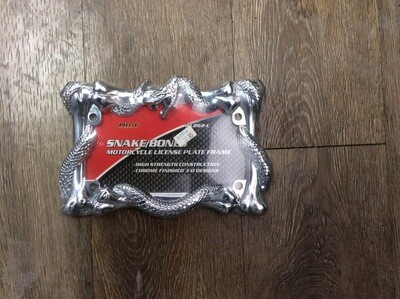 SNAKE/BONE
MOTORCYCLE LICENSE PLATE FRAME
-HIGH STRENGTH CONSTRUCTION
-CHROME FINISHED 3-D DESIGNS